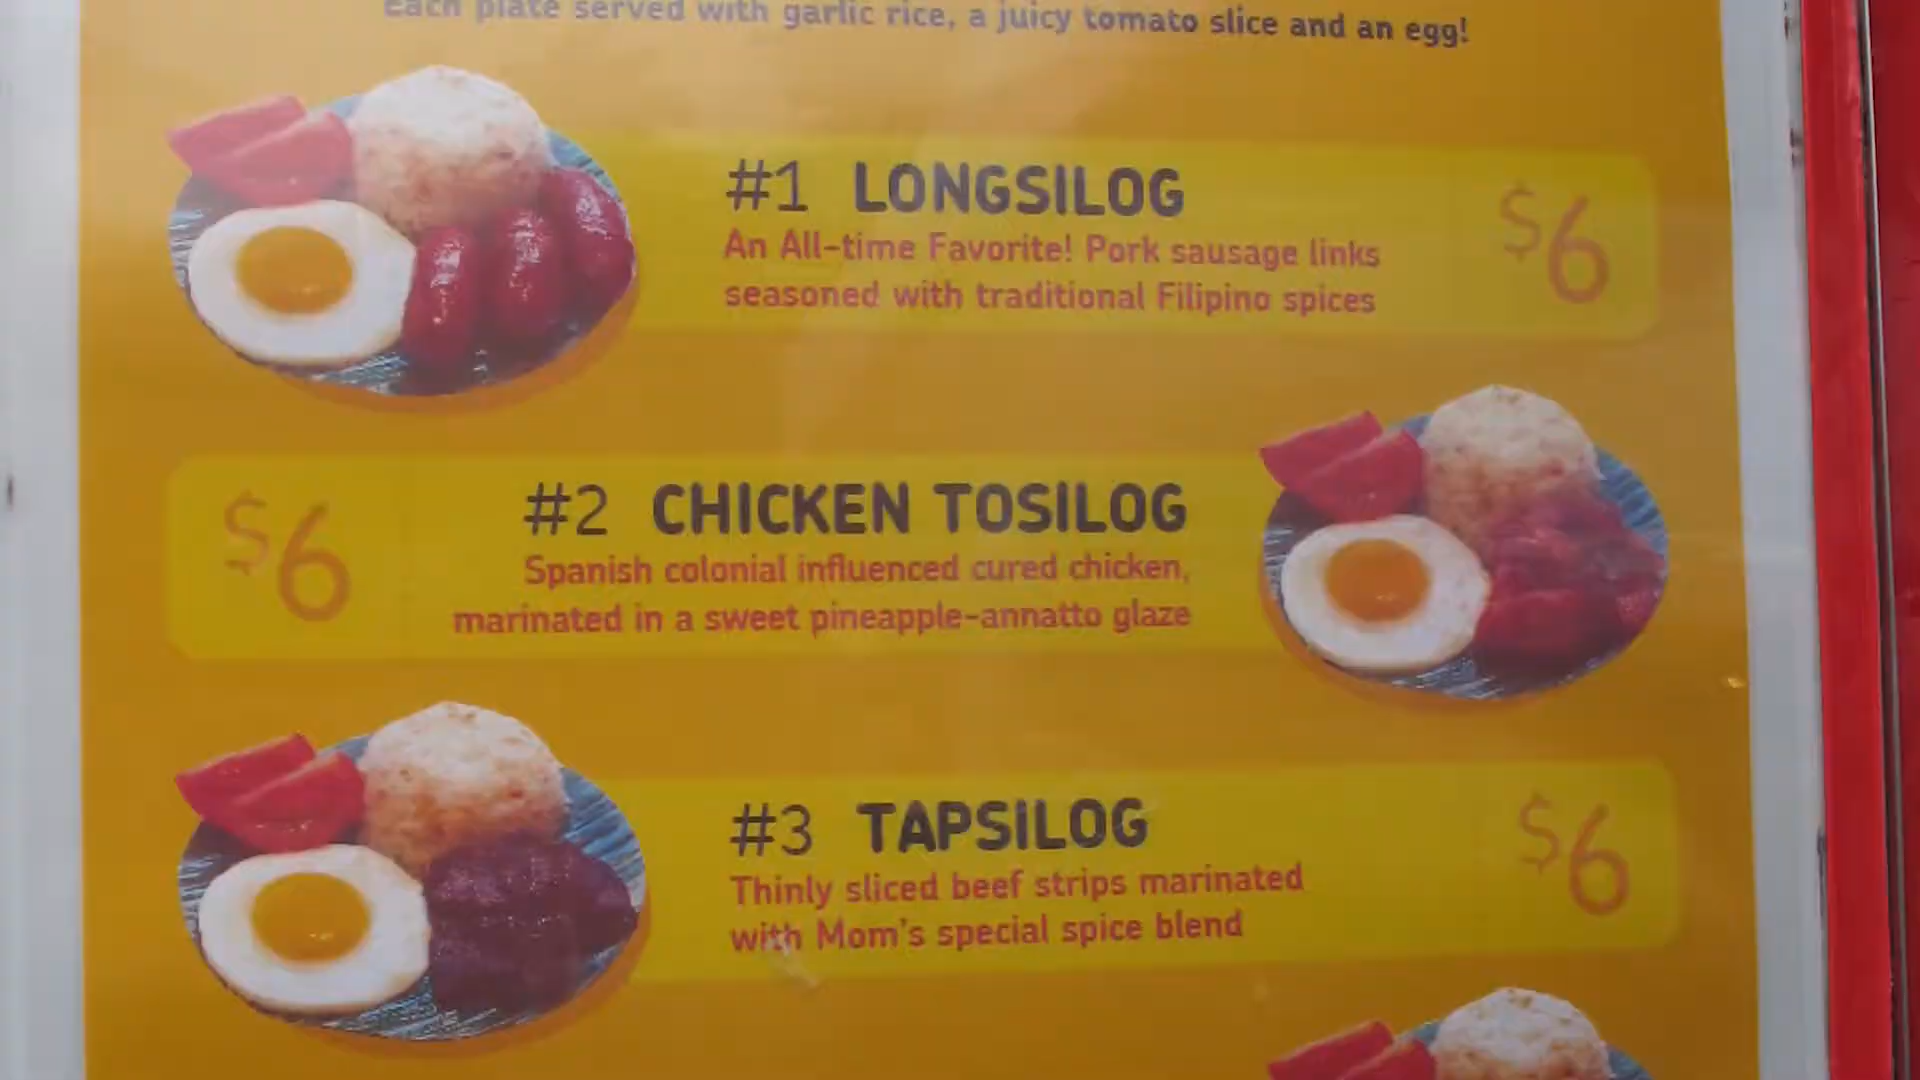 Each plate served with garlic rice, a juicy tomato slice and an egg!
#1 LONGSILOG
An All-time Favorite! Pork sausage links
seasoned with traditional Filipino spices
$6
$6
#2 CHICKEN TOSILOG
Spanish colonial influenced cured chicken,
marinated in a sweet pineapple-annatto glaze
#3 TAPSILOG
Thinly sliced beef strips marinated
with Mom's special spice blend
$6